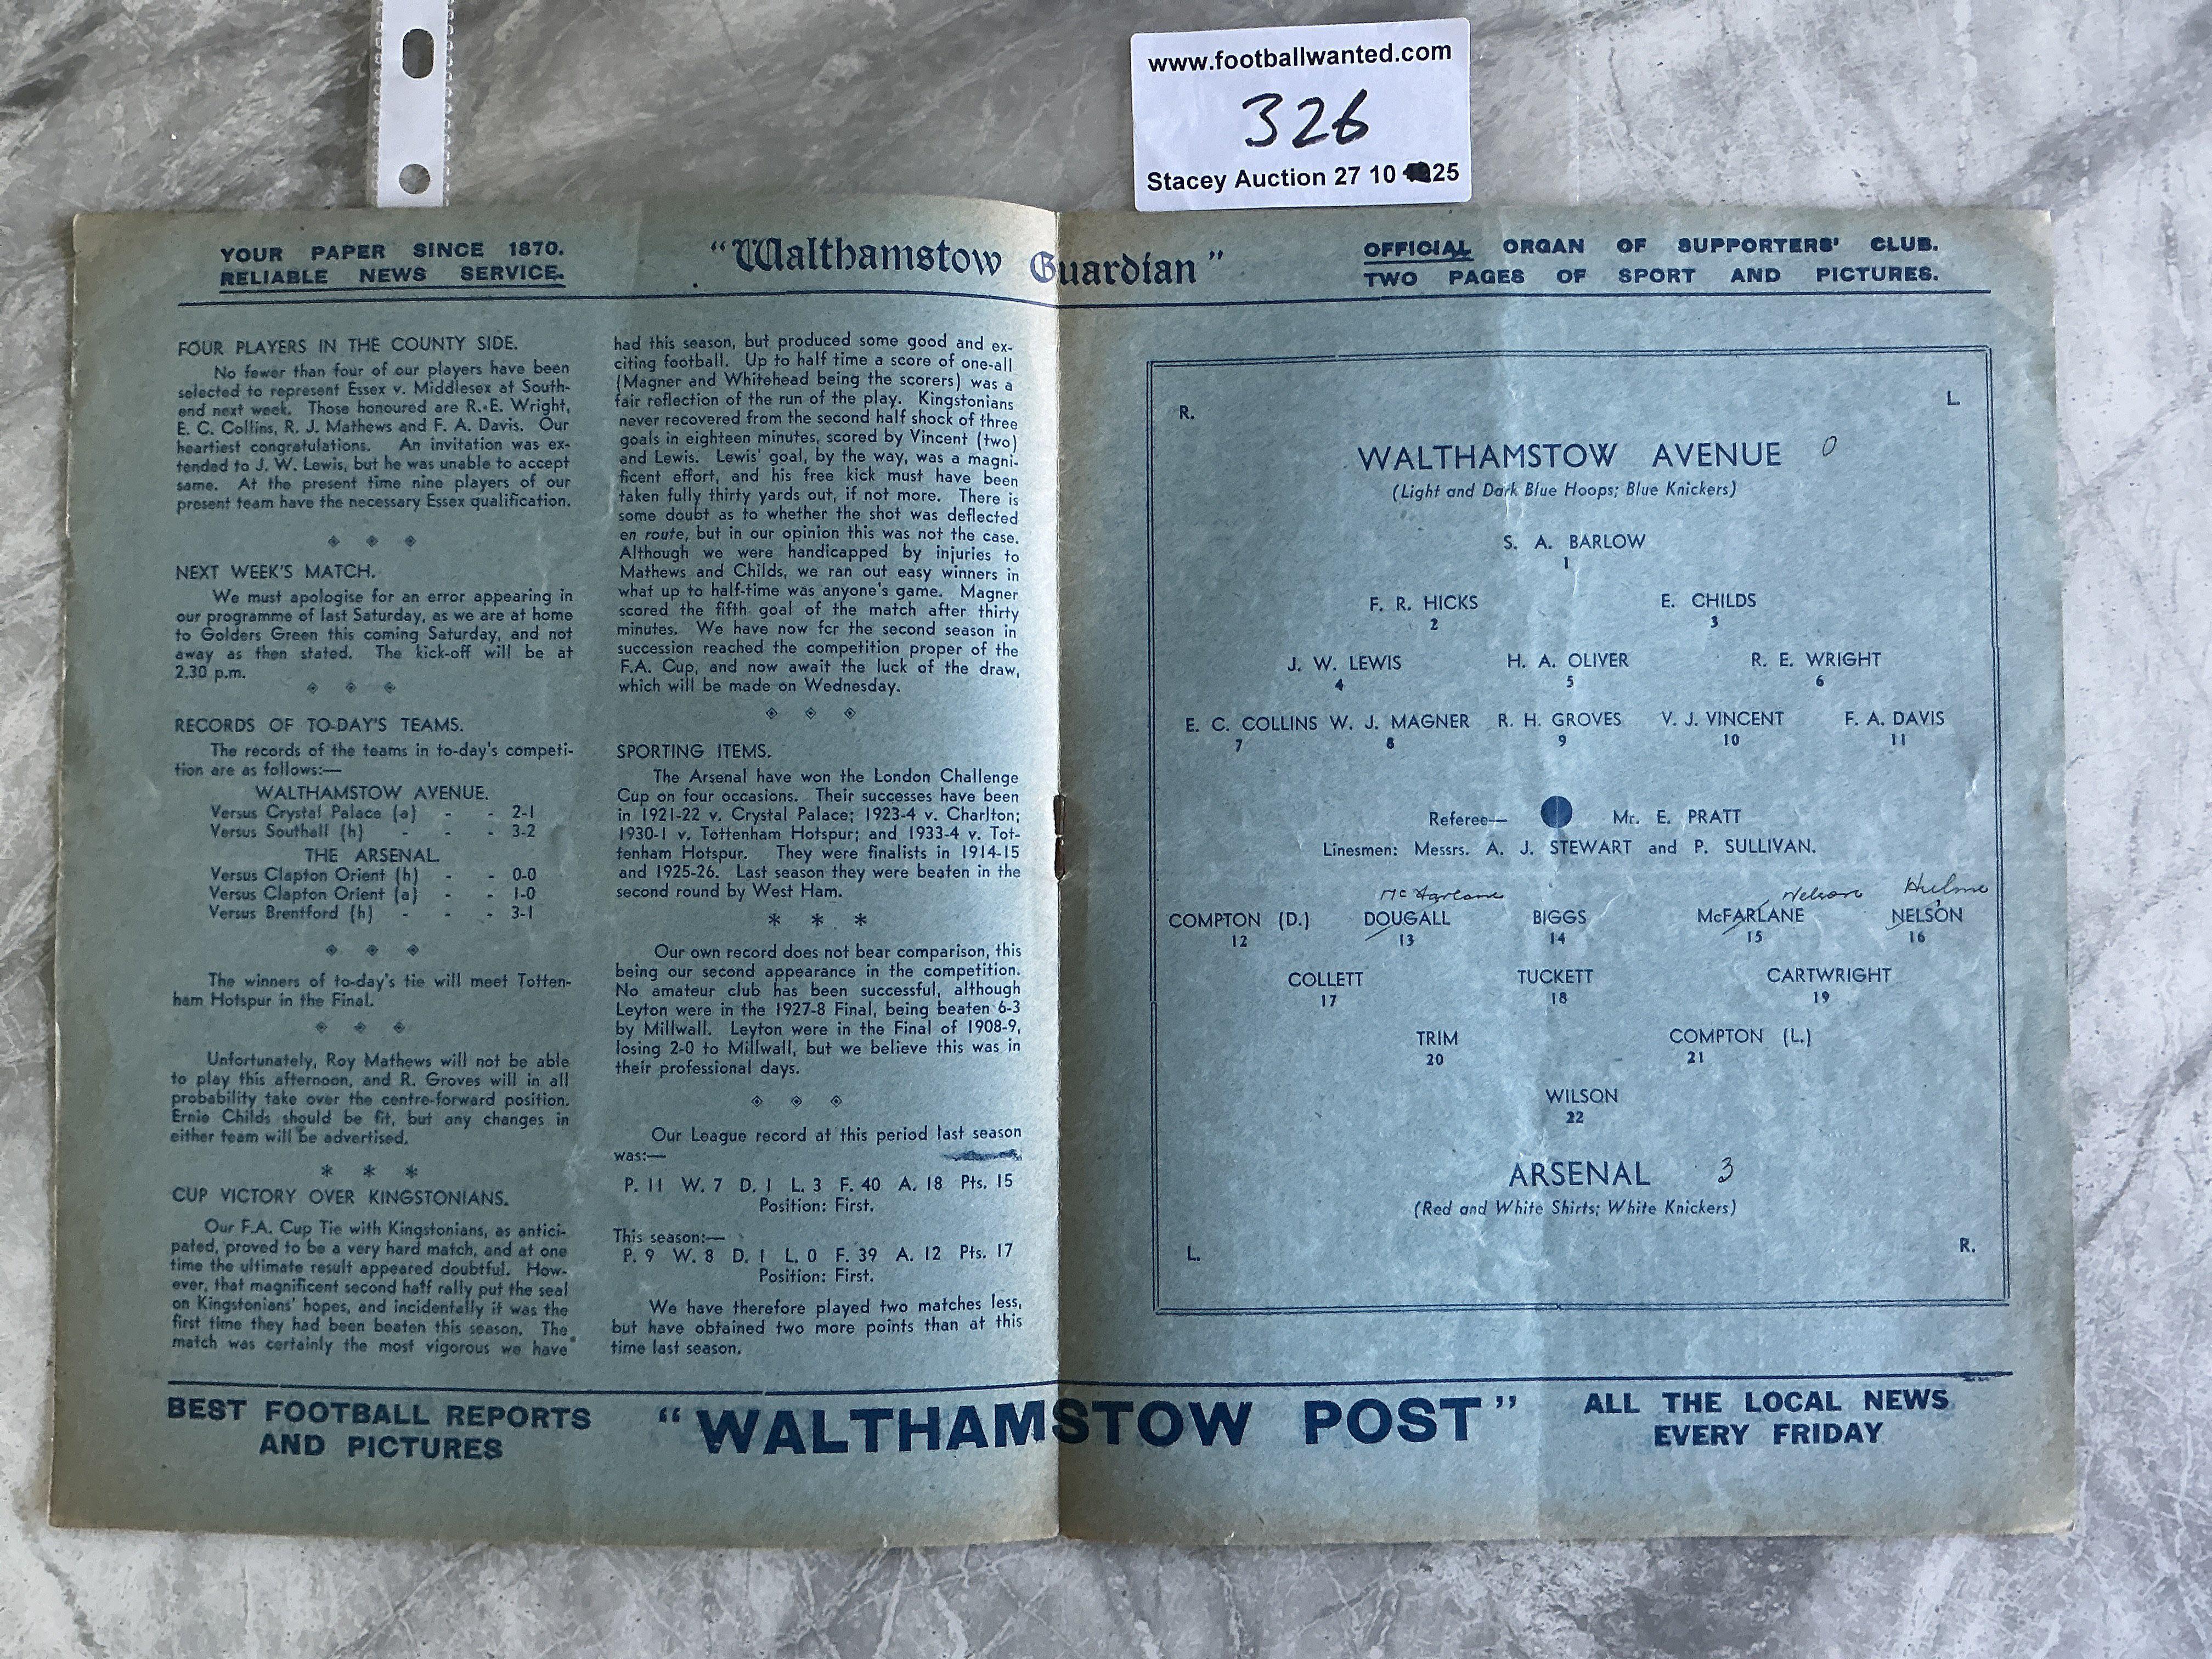 www.footballwanted.com
326
Stacey Auction 27 10 25
YOUR PAPER SINCE 1870.
RELIABLE NEWS SERVICE.
"Walthamstow Guardian"
OFFICIAL ORGAN OF SUPPORTERS' CLUB.
TWO PAGES OF SPORT AND PICTURES.
FOUR PLAYERS IN THE COUNTY SIDE.
No fewer than four of our players have been
selected to represent Essex v. Middlesex at South-
end next week. Those honoured are R. E. Wright,
E. C. Collins, R. J. Mathews and F. A. Davis. Our
heartiest congratulations. An invitation was ex-
tended to J. W. Lewis, but he was unable to accept
same. At the present time nine players of our
present team have the necessary Essex qualification.
NEXT WEEK'S MATCH.
We must apologise for an error appearing in
our programme of last Saturday, as we are at home
to Golders Green this coming Saturday, and not
away as then stated. The kick-off will be at
2.30 p.m.
RECORDS OF TO-DAY'S TEAMS.
The records of the teams in to-day's competi-
tion are as follows:—
WALTHAMSTOW AVENUE.
Versus Crystal Palace (a) - - 2-1
Versus Southall (h) - - - 3-2
THE ARSENAL.
Versus Clapton Orient (h) - - 0-0
Versus Clapton Orient (a) - - 1-0
Versus Brentford (h) - - - 3-1
The winners of to-day's tie will meet Totten-
ham Hotspur in the Final.
Unfortunately, Roy Mathews will not be able
to play this afternoon, and R. Groves will in all
probability take over the centre-forward position.
Ernie Childs should be fit, but any changes in
either team will be advertised.
* * *
CUP VICTORY OVER KINGSTONIANS.
Our F.A. Cup Tie with Kingstonians, as antici-
pated, proved to be a very hard match, and at one
time the ultimate result appeared doubtful. How-
ever, that magnificent second half rally put the seal
on Kingstonians' hopes, and incidentally it was the
first time they had been beaten this season. The
match was certainly the most vigorous we have
had this season, but produced some good and ex-
citing football. Up to half time a score of one-all
(Magner and Whitehead being the scorers) was a
fair reflection of the run of the play. Kingstonians
never recovered from the second half shock of three
goals in eighteen minutes, scored by Vincent (two)
and Lewis. Lewis' goal, by the way, was a magni-
ficent effort, and his free kick must have been
taken fully thirty yards out, if not more. There is
some doubt as to whether the shot was deflected
en route, but in our opinion this was not the case.
Although we were handicapped by injuries to
Mathews and Childs, we ran out easy winners in
what up to half-time was anyone's game. Magner
scored the fifth goal of the match after thirty
minutes. We have now for the second season in
succession reached the competition proper of the
F.A. Cup, and now await the luck of the draw,
which will be made on Wednesday.
SPORTING ITEMS.
The Arsenal have won the London Challenge
Cup on four occasions. Their successes have been
in 1921-22 v. Crystal Palace; 1923-4 v. Charlton;
1930-1 v. Tottenham Hotspur; and 1933-4 v. Tot-
tenham Hotspur. They were finalists in 1914-15
and 1925-26. Last season they were beaten in the
second round by West Ham.
* * *
Our own record does not bear comparison, this
being our second appearance in the competition.
No amateur club has been successful, although
Leyton were in the 1927-8 Final, being beaten 6-3
by Millwall. Leyton were in the Final of 1908-9,
losing 2-0 to Millwall, but we believe this was in
their professional days.
Our League record at this period last season
was:—
P. 11 W. 7 D. 1 L. 3 F. 40 A. 18 Pts. 15
Position: First.
This season:—
P. 9 W. 8 D. 1 L. 0 F. 39 A. 12 Pts. 17
Position: First.
We have therefore played two matches less,
but have obtained two more points than at this
time last season.
R. L.
WALTHAMSTOW AVENUE 0
(Light and Dark Blue Hoops; Blue Knickers)
S. A. BARLOW
1
F. R. HICKS E. CHILDS
2 3
J. W. LEWIS H. A. OLIVER R. E. WRIGHT
4 5 6
E. C. COLLINS W. J. MAGNER R. H. GROVES V. J. VINCENT F. A. DAVIS
7 8 9 10 11
Referee— Mr. E. PRATT
Linesmen: Messrs. A. J. STEWART and P. SULLIVAN.
McFarlane Nelson Hulme
COMPTON (D.) DOUGALL BIGGS McFARLANE NELSON
12 13 14 15 16
COLLETT TUCKETT CARTWRIGHT
17 18 19
TRIM COMPTON (L.)
20 21
WILSON
22
ARSENAL 3
(Red and White Shirts; White Knickers)
L. R.
BEST FOOTBALL REPORTS
AND PICTURES
"WALTHAMSTOW POST"
ALL THE LOCAL NEWS
EVERY FRIDAY